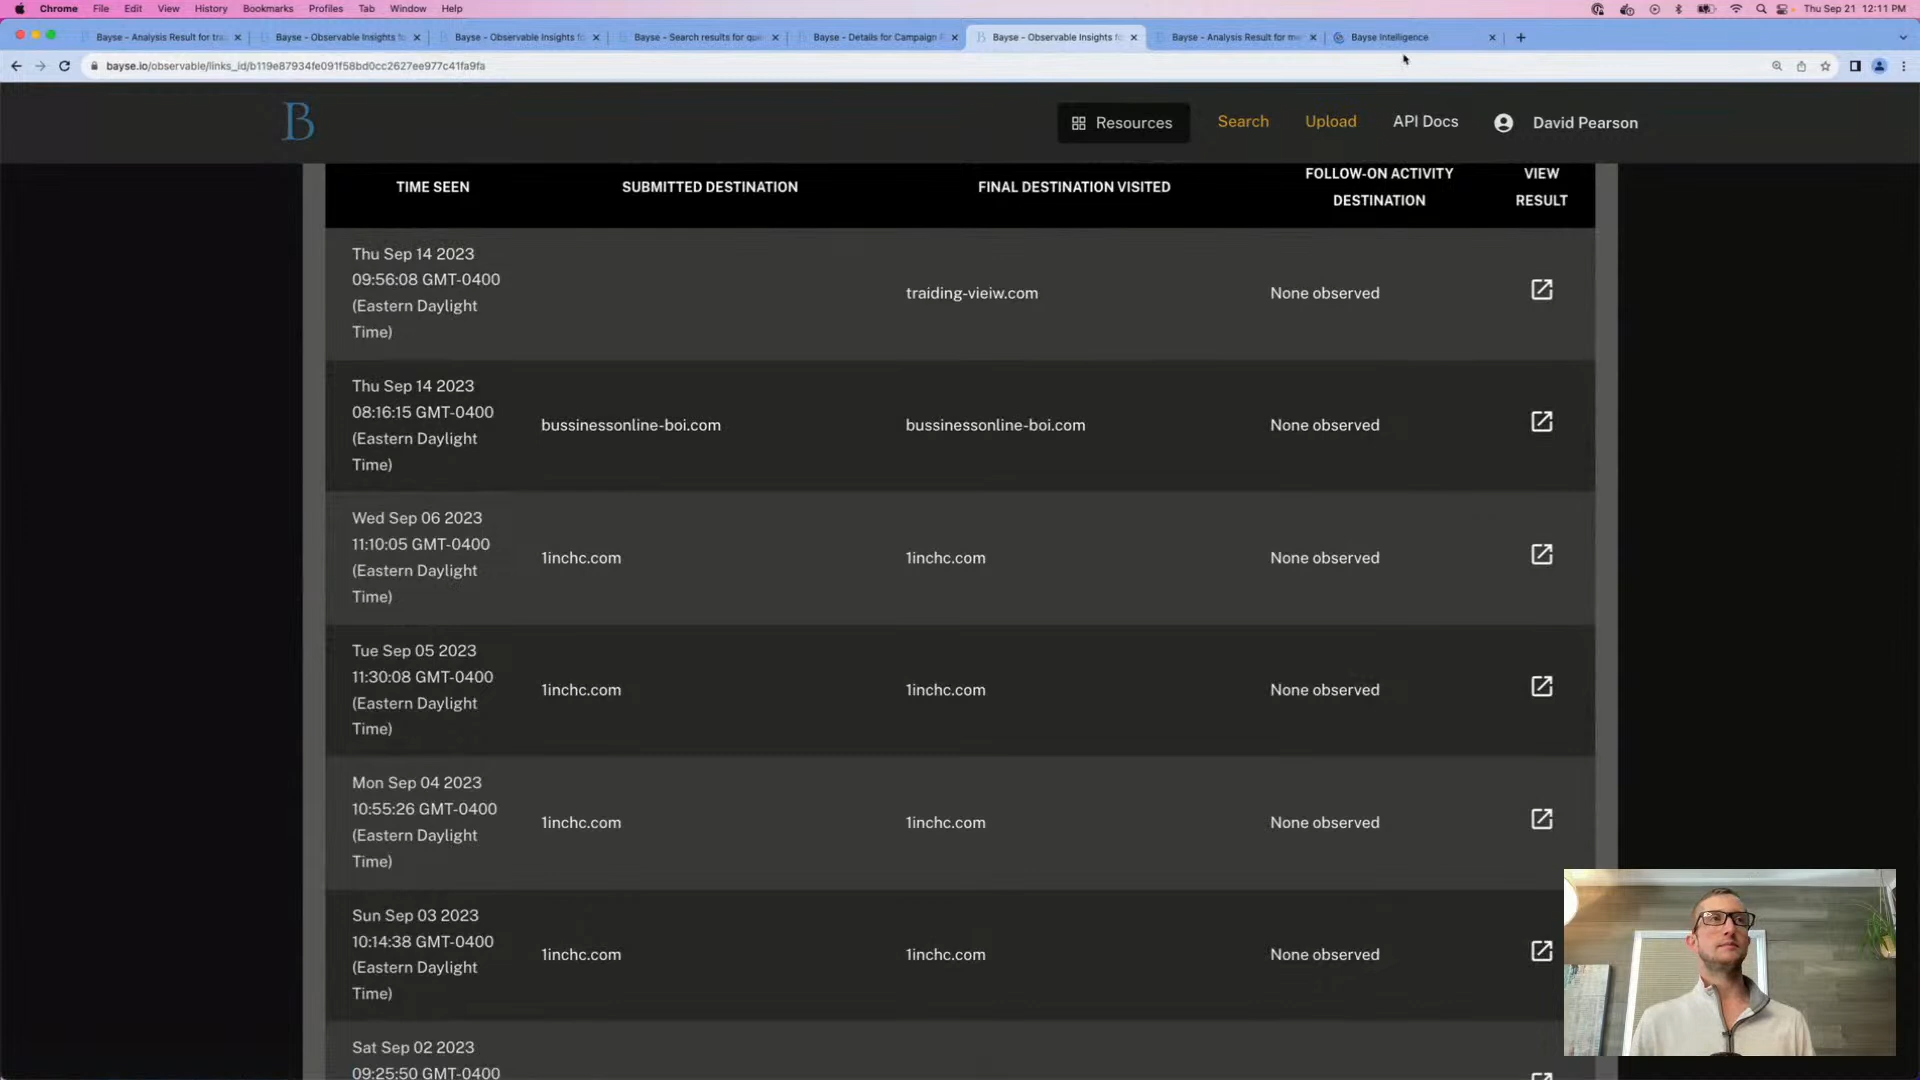 Chrome File Edit View History Bookmarks Profiles Tab Window Help Thu Sep 21 12:11 PM
Bayse - Analysis Result for tra Bayse - Observable Insights fo Bayse - Observable Insights fo Bayse - Search results for que Bayse - Details for Campaign Bayse - Observable Insights fo Bayse - Analysis Result for me Bayse Intelligence
bayse.io/observable/links_id/b119e87934fe091f58bd0cc2627ee977c41fa9fa
B Resources Search Upload API Docs David Pearson
TIME SEEN SUBMITTED DESTINATION FINAL DESTINATION VISITED FOLLOW-ON ACTIVITY DESTINATION VIEW RESULT
Thu Sep 14 2023
09:56:08 GMT-0400
(Eastern Daylight
Time)
traiding-vieiw.com None observed
Thu Sep 14 2023
08:16:15 GMT-0400
(Eastern Daylight
Time)
bussinessonline-boi.com bussinessonline-boi.com None observed
Wed Sep 06 2023
11:10:05 GMT-0400
(Eastern Daylight
Time)
1inchc.com 1inchc.com None observed
Tue Sep 05 2023
11:30:08 GMT-0400
(Eastern Daylight
Time)
1inchc.com 1inchc.com None observed
Mon Sep 04 2023
10:55:26 GMT-0400
(Eastern Daylight
Time)
1inchc.com 1inchc.com None observed
Sun Sep 03 2023
10:14:38 GMT-0400
(Eastern Daylight
Time)
1inchc.com 1inchc.com None observed
Sat Sep 02 2023
09:25:50 GMT-0400